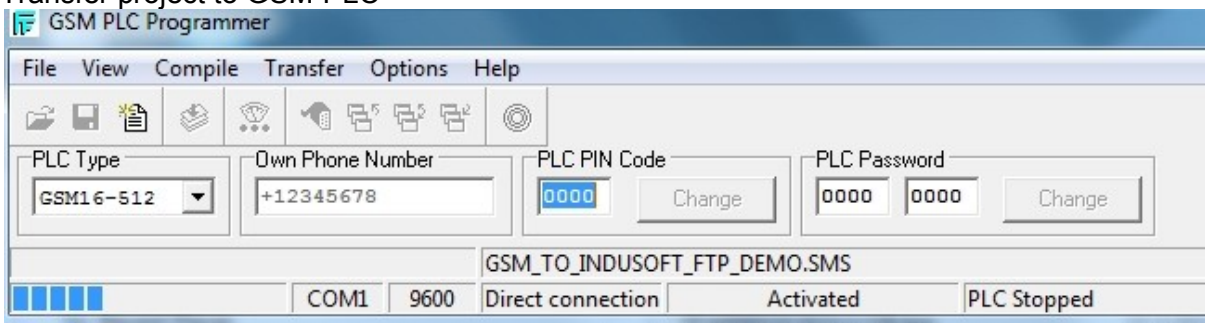 Transfer project to GSM PLC
GSM PLC Programmer
File View Compile Transfer Options Help
PLC Type Own Phone Number PLC PIN Code PLC Password
GSM16-512 +12345678 0000 Change 0000 0000 Change
GSM_TO_INDUSOFT_FTP_DEMO.SMS
COM1 9600 Direct connection Activated PLC Stopped